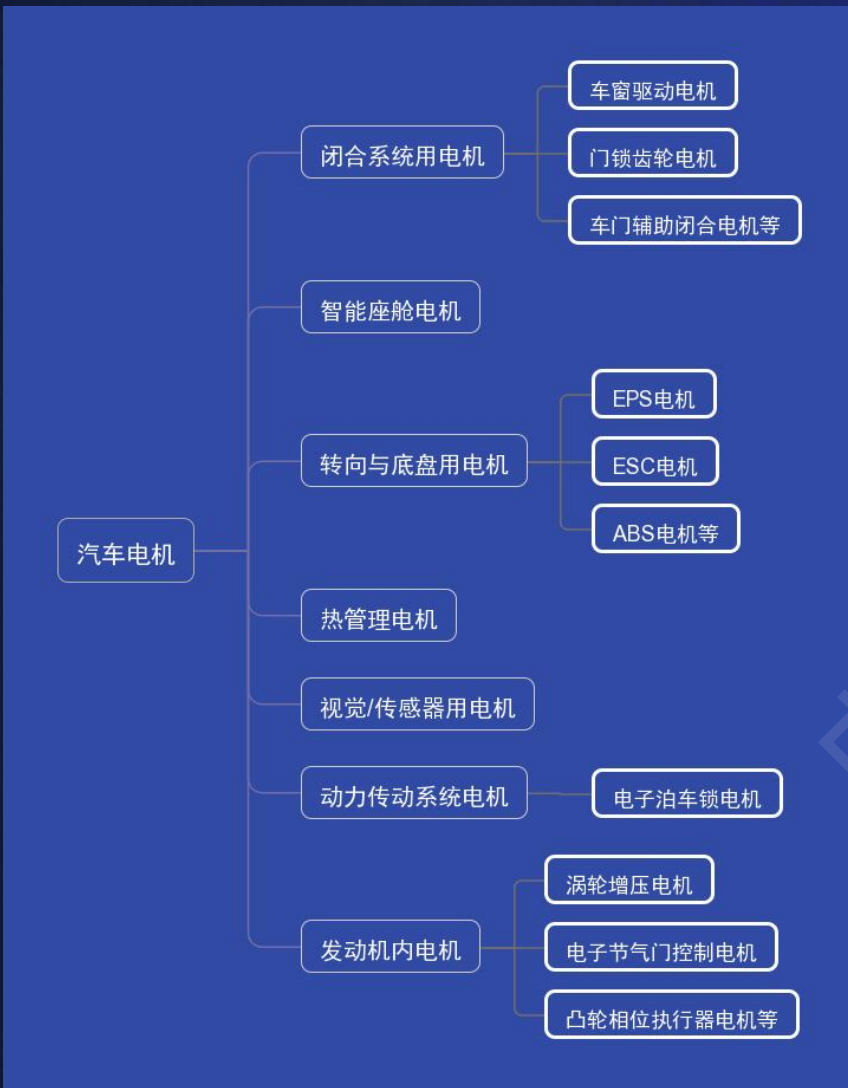 汽车电机
闭合系统用电机
车窗驱动电机
门锁齿轮电机
车门辅助闭合电机等
智能座舱电机
转向与底盘用电机
EPS电机
ESC电机
ABS电机等
热管理电机
视觉/传感器用电机
动力传动系统电机
电子泊车锁电机
发动机内电机
涡轮增压电机
电子节气门控制电机
凸轮相位执行器电机等